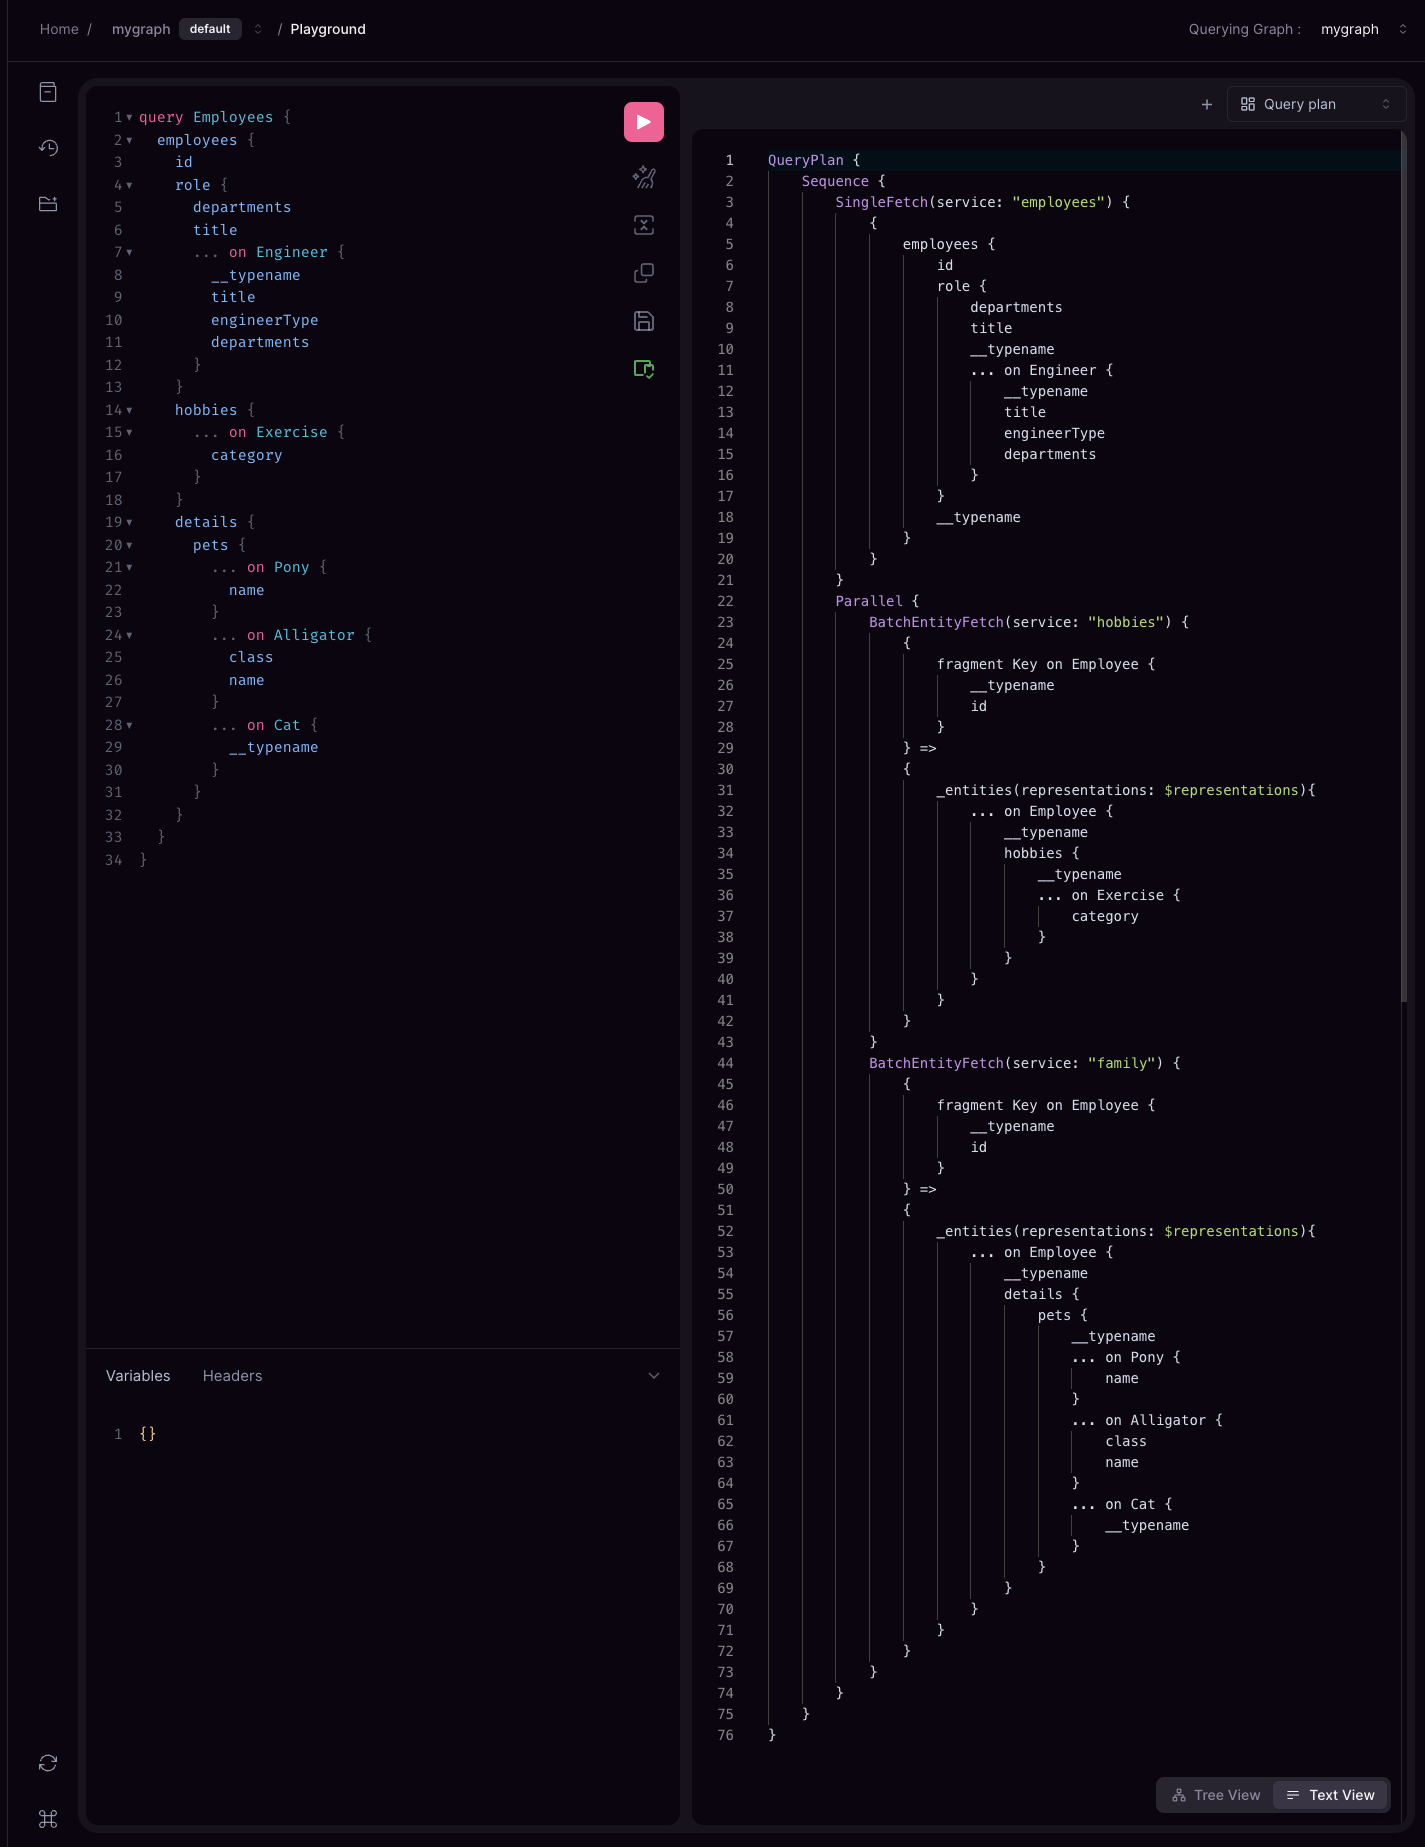 Home / mygraph default / Playground
Querying Graph : mygraph
1 query Employees {
2   employees {
3     id
4     role {
5       departments
6       title
7       ... on Engineer {
8         __typename
9         title
10         engineerType
11         departments
12       }
13     }
14     hobbies {
15       ... on Exercise {
16         category
17       }
18     }
19     details {
20       pets {
21         ... on Pony {
22           name
23         }
24         ... on Alligator {
25           class
26           name
27         }
28         ... on Cat {
29           __typename
30         }
31       }
32     }
33   }
34 }
Variables Headers
1 {}
Query plan
1 QueryPlan {
2     Sequence {
3         SingleFetch(service: "employees") {
4             {
5                 employees {
6                     id
7                     role {
8                         departments
9                         title
10                         __typename
11                         ... on Engineer {
12                             __typename
13                             title
14                             engineerType
15                             departments
16                         }
17                     }
18                     __typename
19                 }
20             }
21         }
22         Parallel {
23             BatchEntityFetch(service: "hobbies") {
24                 {
25                     fragment Key on Employee {
26                         __typename
27                         id
28                     }
29                 } =>
30                 {
31                     _entities(representations: $representations){
32                         ... on Employee {
33                             __typename
34                             hobbies {
35                                 __typename
36                                 ... on Exercise {
37                                     category
38                                 }
39                             }
40                         }
41                     }
42                 }
43             }
44             BatchEntityFetch(service: "family") {
45                 {
46                     fragment Key on Employee {
47                         __typename
48                         id
49                     }
50                 } =>
51                 {
52                     _entities(representations: $representations){
53                         ... on Employee {
54                             __typename
55                             details {
56                                 pets {
57                                     __typename
58                                     ... on Pony {
59                                         name
60                                     }
61                                     ... on Alligator {
62                                         class
63                                         name
64                                     }
65                                     ... on Cat {
66                                         __typename
67                                     }
68                                 }
69                             }
70                         }
71                     }
72                 }
73             }
74         }
75     }
76 }
Tree View Text View